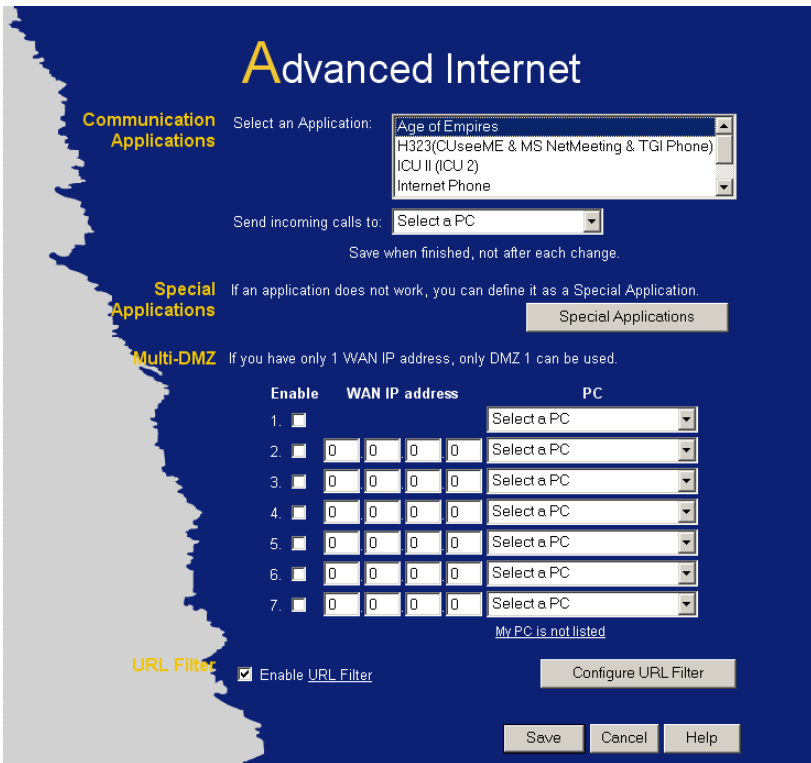 Advanced Internet
Communication Applications
Select an Application:
Age of Empires
H323(CUseeME & MS NetMeeting & TGI Phone)
ICU II (ICU 2)
Internet Phone
Send incoming calls to: Select a PC
Save when finished, not after each change.
Special Applications
If an application does not work, you can define it as a Special Application.
Special Applications
Multi-DMZ If you have only 1 WAN IP address, only DMZ 1 can be used.
Enable WAN IP address PC
1. Select a PC
2. 0 . 0 . 0 . 0 Select a PC
3. 0 . 0 . 0 . 0 Select a PC
4. 0 . 0 . 0 . 0 Select a PC
5. 0 . 0 . 0 . 0 Select a PC
6. 0 . 0 . 0 . 0 Select a PC
7. 0 . 0 . 0 . 0 Select a PC
My PC is not listed
URL Filter Enable URL Filter Configure URL Filter
Save Cancel Help